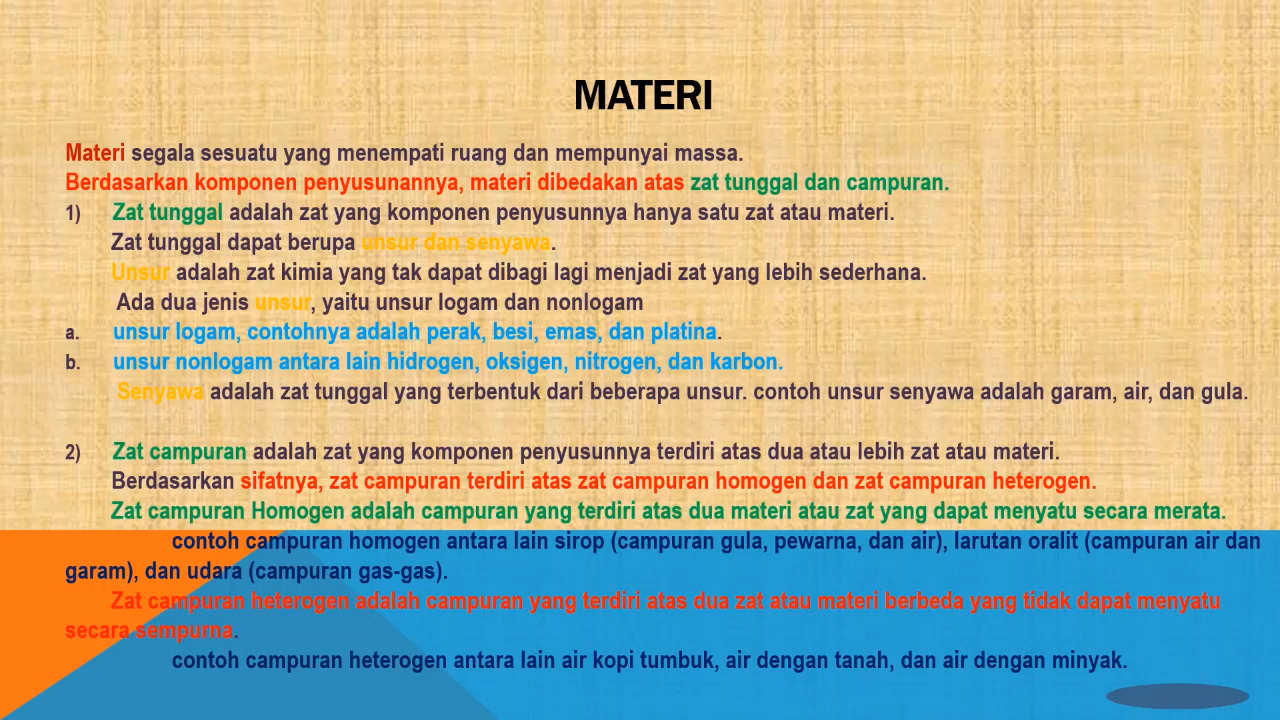 MATERI
Materi segala sesuatu yang menempati ruang dan mempunyai massa.
Berdasarkan komponen penyusunannya, materi dibedakan atas zat tunggal dan campuran.
1) Zat tunggal adalah zat yang komponen penyusunnya hanya satu zat atau materi.
Zat tunggal dapat berupa unsur dan senyawa.
Unsur adalah zat kimia yang tak dapat dibagi lagi menjadi zat yang lebih sederhana.
Ada dua jenis unsur, yaitu unsur logam dan nonlogam
a. unsur logam, contohnya adalah perak, besi, emas, dan platina.
b. unsur nonlogam antara lain hidrogen, oksigen, nitrogen, dan karbon.
Senyawa adalah zat tunggal yang terbentuk dari beberapa unsur. contoh unsur senyawa adalah garam, air, dan gula.
2) Zat campuran adalah zat yang komponen penyusunnya terdiri atas dua atau lebih zat atau materi.
Berdasarkan sifatnya, zat campuran terdiri atas zat campuran homogen dan zat campuran heterogen.
Zat campuran Homogen adalah campuran yang terdiri atas dua materi atau zat yang dapat menyatu secara merata.
contoh campuran homogen antara lain sirop (campuran gula, pewarna, dan air), larutan oralit (campuran air dan
garam), dan udara (campuran gas-gas).
Zat campuran heterogen adalah campuran yang terdiri atas dua zat atau materi berbeda yang tidak dapat menyatu
secara sempurna.
contoh campuran heterogen antara lain air kopi tumbuk, air dengan tanah, dan air dengan minyak.